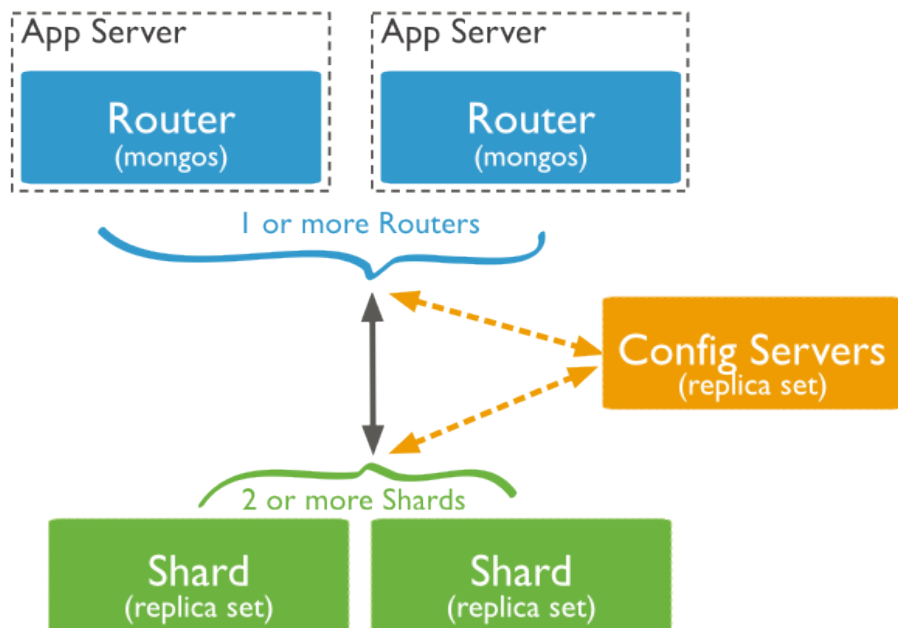 App Server
App Server
Router
(mongos)
Router
(mongos)
1 or more Routers
Config Servers
(replica set)
2 or more Shards
Shard
(replica set)
Shard
(replica set)